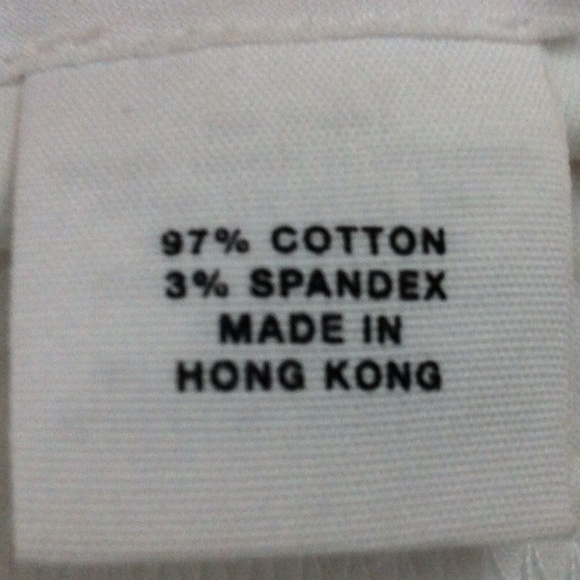 97% COTTON
3% SPANDEX
MADE IN
HONG KONG